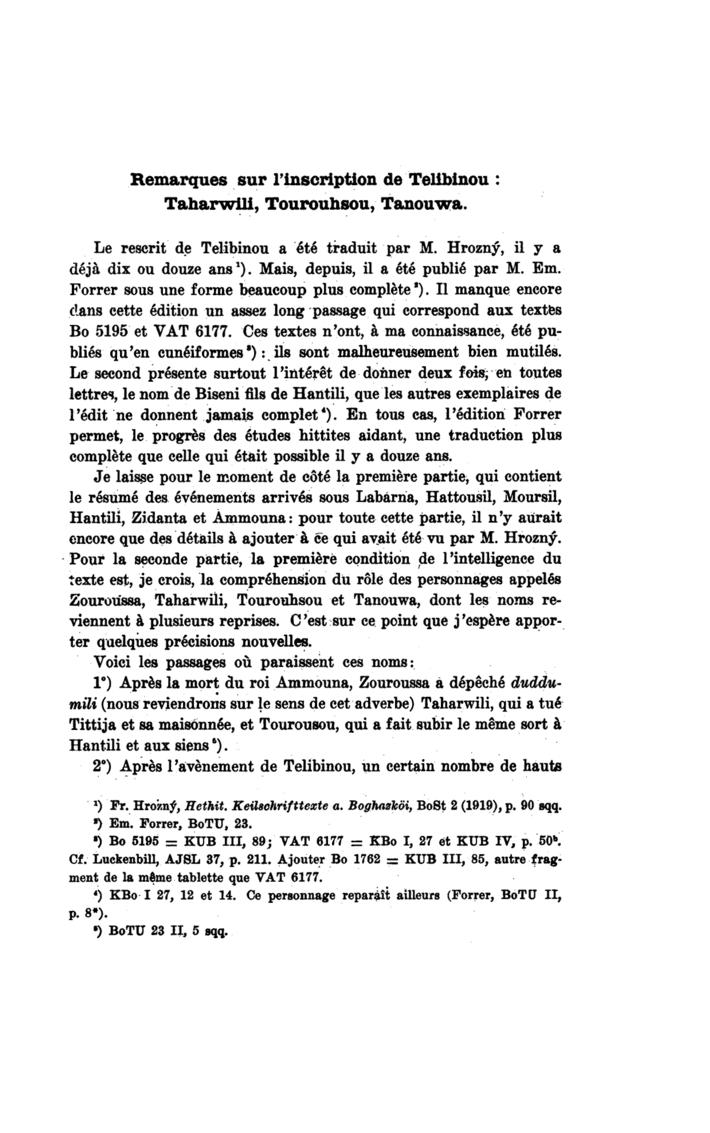 Remarques sur l'inscription de Telibinou :
Taharwili, Tourouhsou, Tanouwa.
Le rescrit de Telibinou a été traduit par M. Hrozný, il y a
déjà dix ou douze ans ¹). Mais, depuis, il a été publié par M. Em.
Forrer sous une forme beaucoup plus complète ²). Il manque encore
dans cette édition un assez long passage qui correspond aux textes
Bo 5195 et VAT 6177. Ces textes n'ont, à ma connaissance, été pu-
bliés qu'en cunéiformes ³) : ils sont malheureusement bien mutilés.
Le second présente surtout l'intérêt de donner deux fois, en toutes
lettres, le nom de Biseni fils de Hantili, que les autres exemplaires de
l'édit ne donnent jamais complet ⁴). En tous cas, l'édition Forrer
permet, le progrès des études hittites aidant, une traduction plus
complète que celle qui était possible il y a douze ans.
Je laisse pour le moment de côté la première partie, qui contient
le résumé des événements arrivés sous Labarna, Hattousil, Moursil,
Hantili, Zidanta et Ammouna : pour toute cette partie, il n'y aurait
encore que des détails à ajouter à ce qui avait été vu par M. Hrozný.
Pour la seconde partie, la première condition de l'intelligence du
texte est, je crois, la compréhension du rôle des personnages appelés
Zouroussa, Taharwili, Tourouhsou et Tanouwa, dont les noms re-
viennent à plusieurs reprises. C'est sur ce point que j'espère appor-
ter quelques précisions nouvelles.
Voici les passages où paraissent ces noms :
1°) Après la mort du roi Ammouna, Zouroussa a dépêché duddu-
mili (nous reviendrons sur le sens de cet adverbe) Taharwili, qui a tué
Tittija et sa maisonnée, et Tourousou, qui a fait subir le même sort à
Hantili et aux siens ⁵).
2°) Après l'avènement de Telibinou, un certain nombre de hauts
¹) Fr. Hrozný, Hethit. Keilschrifttexte a. Boghazköi, BoSt 2 (1919), p. 90 sqq.
²) Em. Forrer, BoTU, 23.
³) Bo 5195 = KUB III, 89; VAT 6177 = KBo I, 27 et KUB IV, p. 50ᵇ.
Cf. Luckenbill, AJSL 37, p. 211. Ajouter Bo 1762 = KUB III, 85, autre frag-
ment de la même tablette que VAT 6177.
⁴) KBo I 27, 12 et 14. Ce personnage reparaît ailleurs (Forrer, BoTU II,
p. 8*).
⁵) BoTU 23 II, 5 sqq.